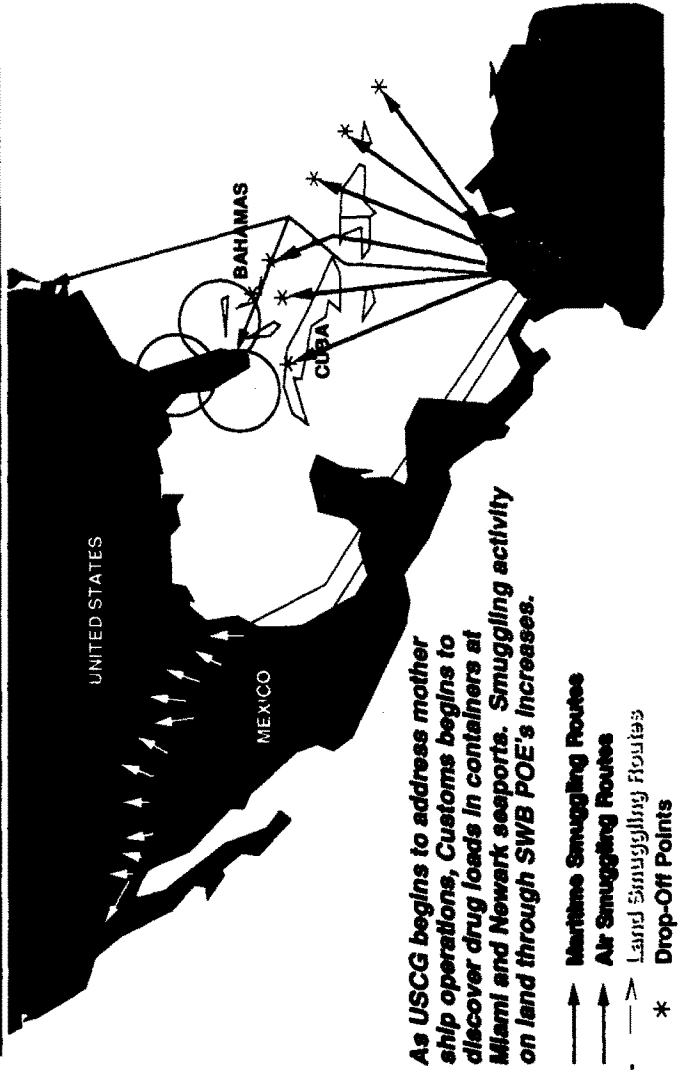 UNITED STATES
MEXICO
BAHAMAS
CUBA
As USCG begins to address mother
ship operations, Customs begins to
discover drug loads in containers at
Miami and Newark seaports. Smuggling activity
on land through SWB POE's increases.
Maritime Smuggling Routes
Air Smuggling Routes
Land Smuggling Routes
* Drop-Off Points